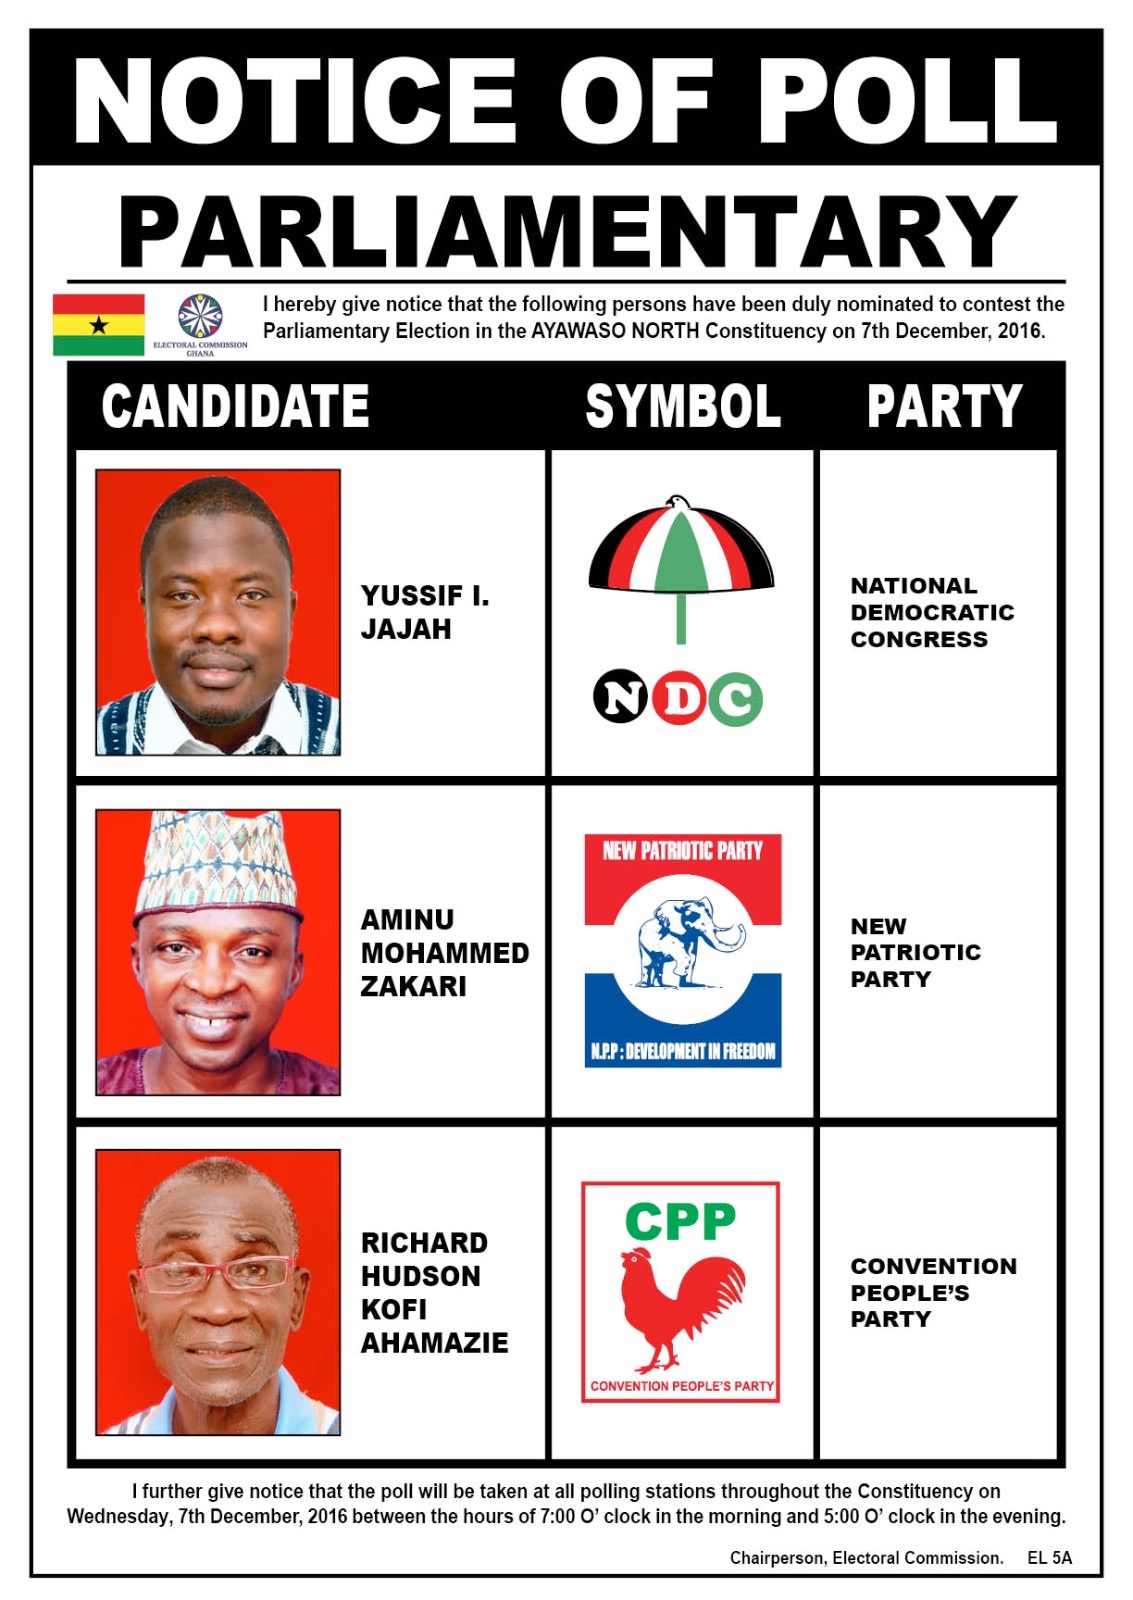 NOTICE OF POLL
PARLIAMENTARY
I hereby give notice that the following persons have been duly nominated to contest the
Parliamentary Election in the AYAWASO NORTH Constituency on 7th December, 2016.
ELECTORAL COMMISSION
GHANA
CANDIDATE SYMBOL PARTY
YUSSIF I.
JAJAH
NDC
NATIONAL
DEMOCRATIC
CONGRESS
AMINU
MOHAMMED
ZAKARI
NEW PATRIOTIC PARTY
N.P.P : DEVELOPMENT IN FREEDOM
NEW
PATRIOTIC
PARTY
RICHARD
HUDSON
KOFI
AHAMAZIE
CPP
CONVENTION PEOPLE'S PARTY
CONVENTION
PEOPLE'S
PARTY
I further give notice that the poll will be taken at all polling stations throughout the Constituency on
Wednesday, 7th December, 2016 between the hours of 7:00 O' clock in the morning and 5:00 O' clock in the evening.
Chairperson, Electoral Commission. EL 5A